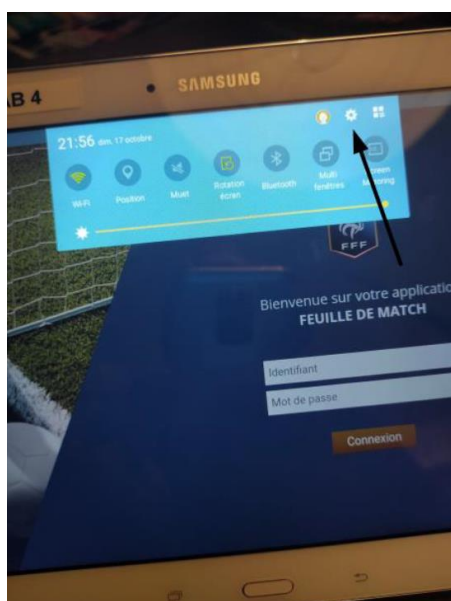 AB 4
SAMSUNG
21:56 dim. 17 octobre
Wi-Fi
Position
Muet
Rotation
écran
Bluetooth
Multi
fenêtres
Screen
Mirroring
FFF
Bienvenue sur votre applicatio
FEUILLE DE MATCH
Identifiant
Mot de passe
Connexion